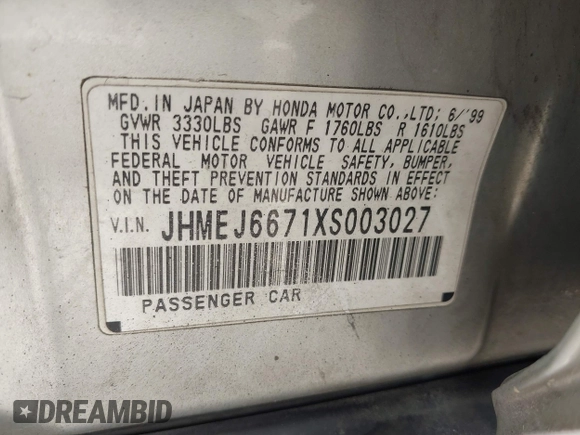 MFD. IN JAPAN BY HONDA MOTOR CO.,LTD; 6/'99
GVWR 3330LBS GAWR F 1760LBS R 1610LBS
THIS VEHICLE CONFORMS TO ALL APPLICABLE
FEDERAL MOTOR VEHICLE SAFETY, BUMPER,
AND THEFT PREVENTION STANDARDS IN EFFECT
ON THE DATE OF MANUFACTURE SHOWN ABOVE:
V.I.N. JHMEJ6671XS003027
PASSENGER CAR
DREAMBID